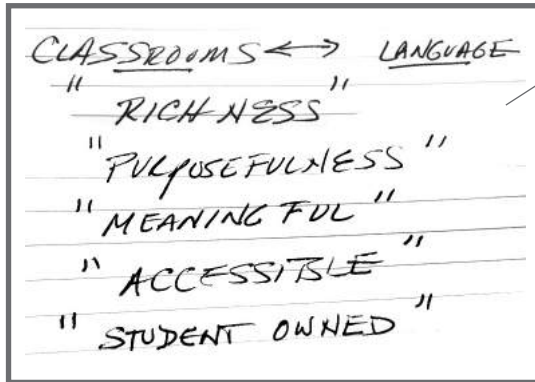 CLASSROOMS ↔ LANGUAGE
"RICHNESS"
"PURPOSEFULNESS"
"MEANINGFUL"
"ACCESSIBLE"
"STUDENT OWNED"